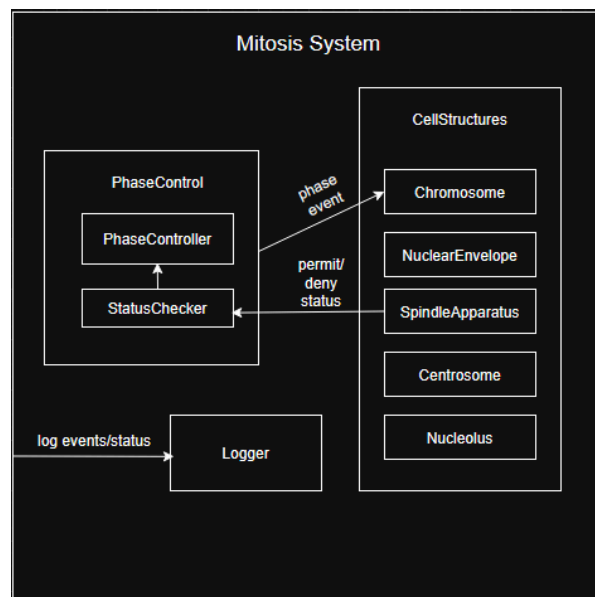 Mitosis System
CellStructures
PhaseControl
phase
event
Chromosome
PhaseController
NuclearEnvelope
permit/
deny
status
StatusChecker
SpindleApparatus
Centrosome
log events/status
Logger
Nucleolus